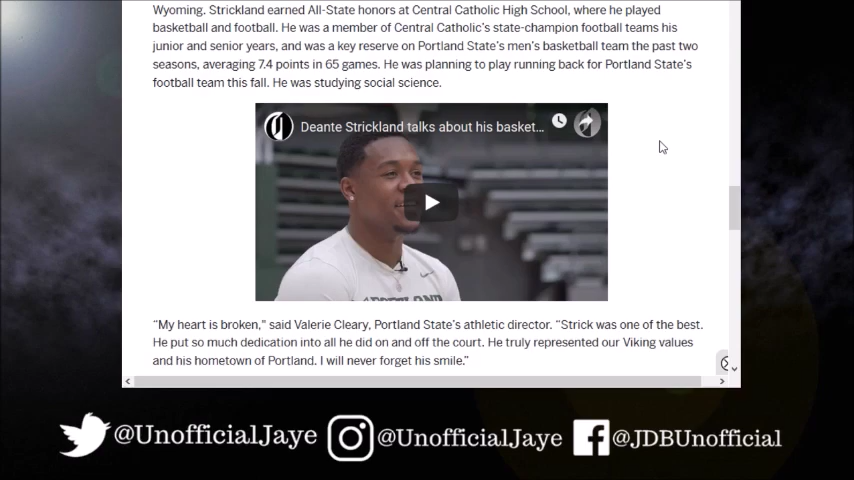 Wyoming. Strickland earned All-State honors at Central Catholic High School, where he played
basketball and football. He was a member of Central Catholic's state-champion football teams his
junior and senior years, and was a key reserve on Portland State's men's basketball team the past two
seasons, averaging 7.4 points in 65 games. He was planning to play running back for Portland State's
football team this fall. He was studying social science.
Deante Strickland talks about his basket...
"My heart is broken," said Valerie Cleary, Portland State's athletic director. "Strick was one of the best.
He put so much dedication into all he did on and off the court. He truly represented our Viking values
and his hometown of Portland. I will never forget his smile."
@UnofficialJaye @UnofficialJaye @JDBUnofficial